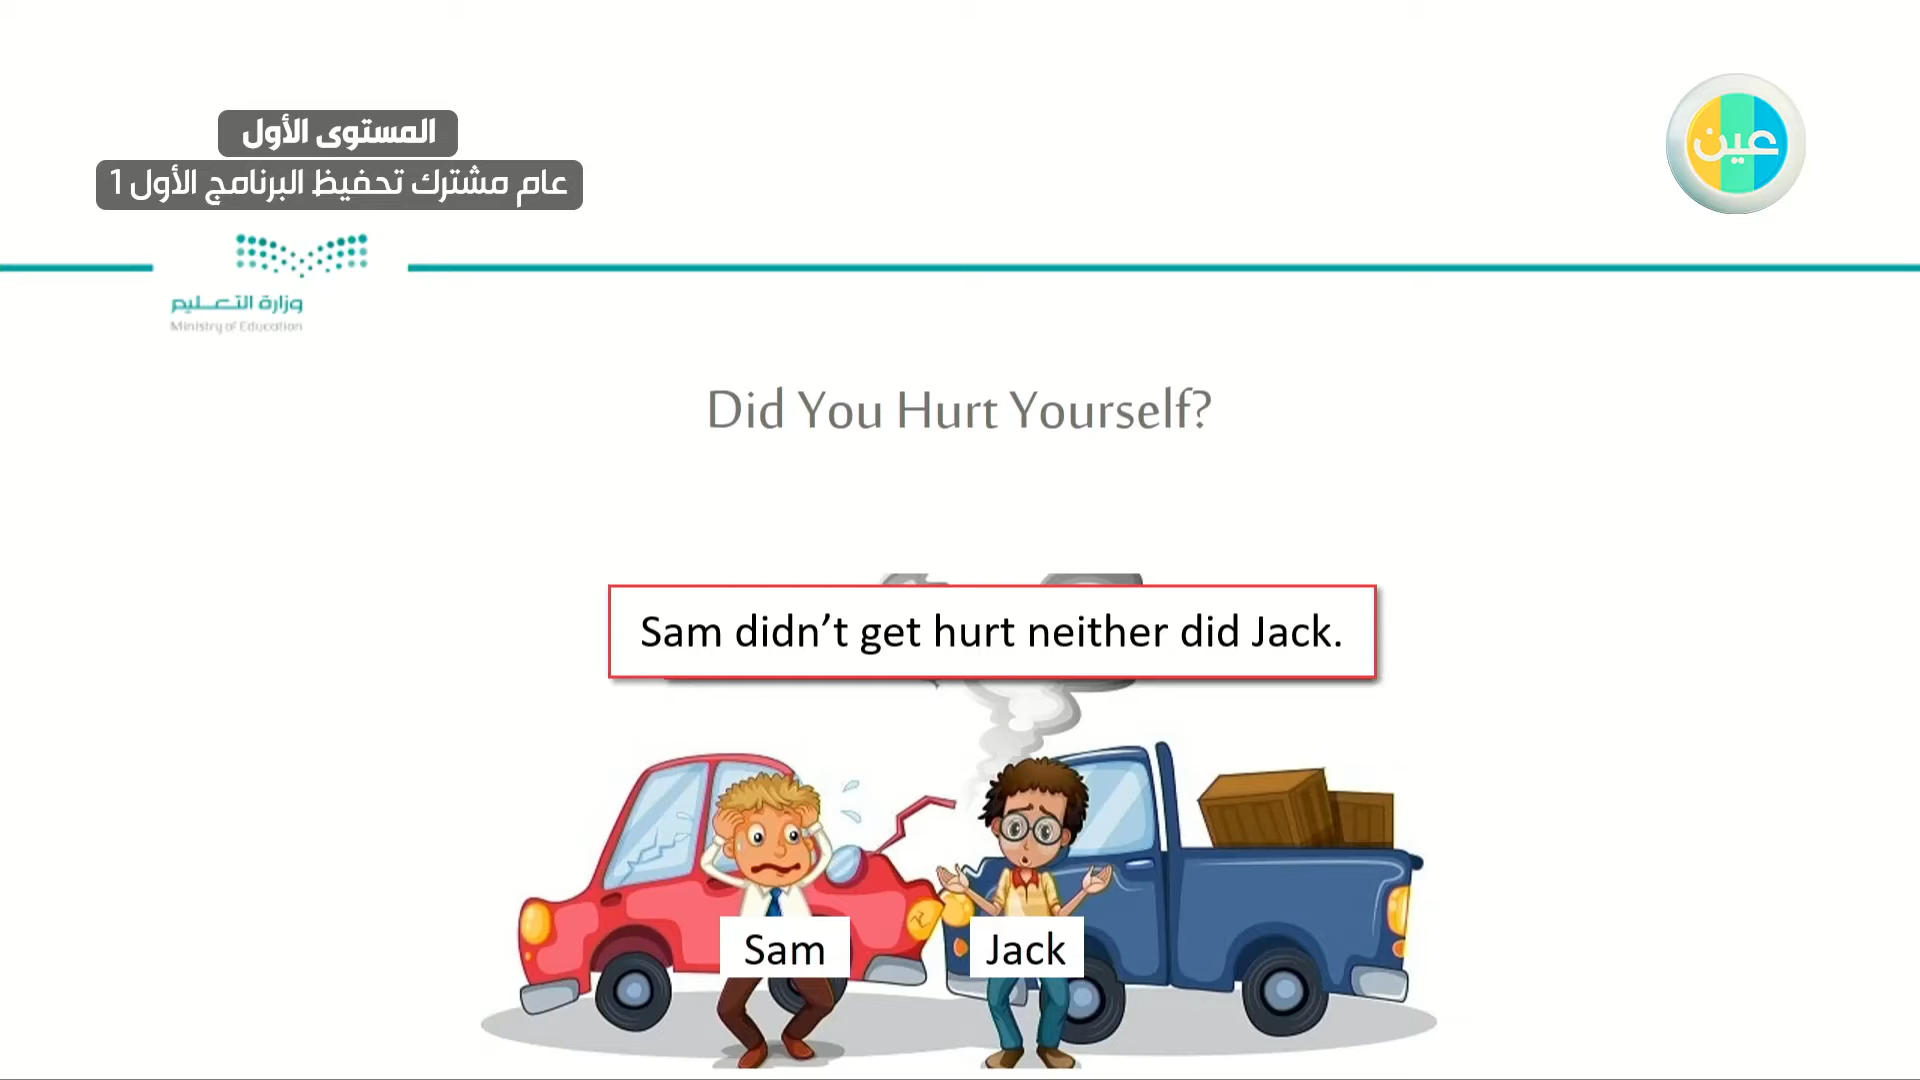 المستوى الأول
عام مشترك تحفيظ البرنامج الأول 1
عين
وزارة التعليم
Ministry of Education
Did You Hurt Yourself?
Sam didn’t get hurt neither did Jack.
Sam
Jack